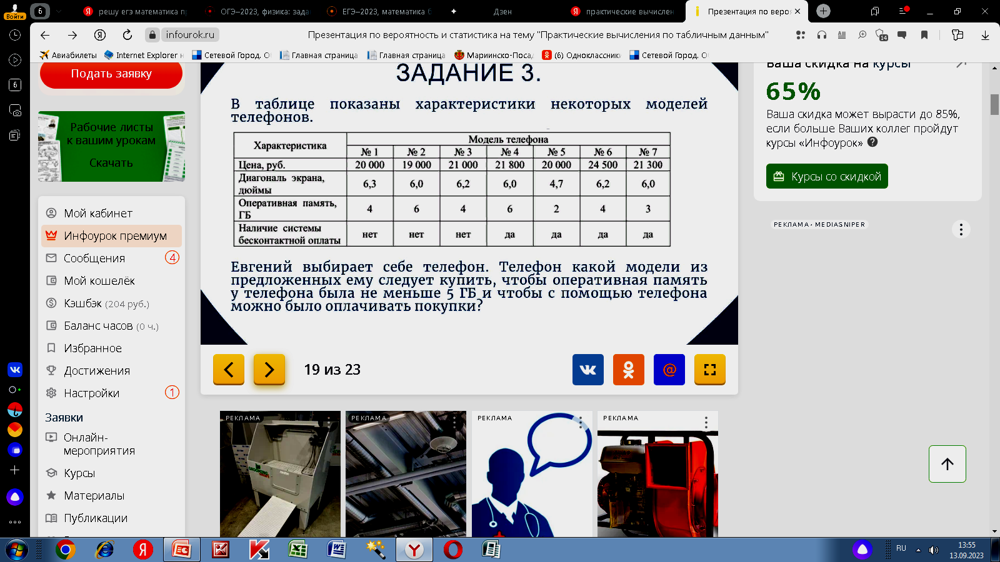 Войти
6
решу егэ математика пр
ОГЭ–2023, физика: зада
ЕГЭ–2023, математика б
Дзен
практические вычислен
Презентация по вероя
infourok.ru
Презентация по вероятность и статистика на тему "Практические вычисления по табличным данным"
14
Авиабилеты
Internet Explorer н
Сетевой Город. О
Главная страница
Главная страница
Мариинско-Посад
(6) Одноклассники
Сетевой Город. О
6
Подать заявку
Рабочие листы
к вашим урокам
Скачать
Мой кабинет
Инфоурок премиум
Сообщения
4
Мой кошелёк
Кэшбэк (204 руб.)
Баланс часов (0 ч.)
Избранное
Достижения
Настройки
1
Заявки
Онлайн-
мероприятия
Курсы
Материалы
Публикации
ЗАДАНИЕ 3.
В таблице показаны характеристики некоторых моделей
телефонов.
Характеристика
Модель телефона
№ 1 № 2 № 3 № 4 № 5 № 6 № 7
Цена, руб. 20 000 19 000 21 000 21 800 20 000 24 500 21 300
Диагональ экрана,
дюймы
6,3 6,0 6,2 6,0 4,7 6,2 6,0
Оперативная память,
ГБ
4 6 4 6 2 4 3
Наличие системы
бесконтактной оплаты
нет нет нет да да да да
Евгений выбирает себе телефон. Телефон какой модели из
предложенных ему следует купить, чтобы оперативная память
у телефона была не меньше 5 ГБ и чтобы с помощью телефона
можно было оплачивать покупки?
19 из 23
РЕКЛАМА
РЕКЛАМА
РЕКЛАМА
РЕКЛАМА
Ваша скидка на курсы
65%
Ваша скидка может вырасти до 85%,
если больше Ваших коллег пройдут
курсы «Инфоурок»
Курсы со скидкой
РЕКЛАМА • MEDIASNIPER
RU
13:55
13.09.2023